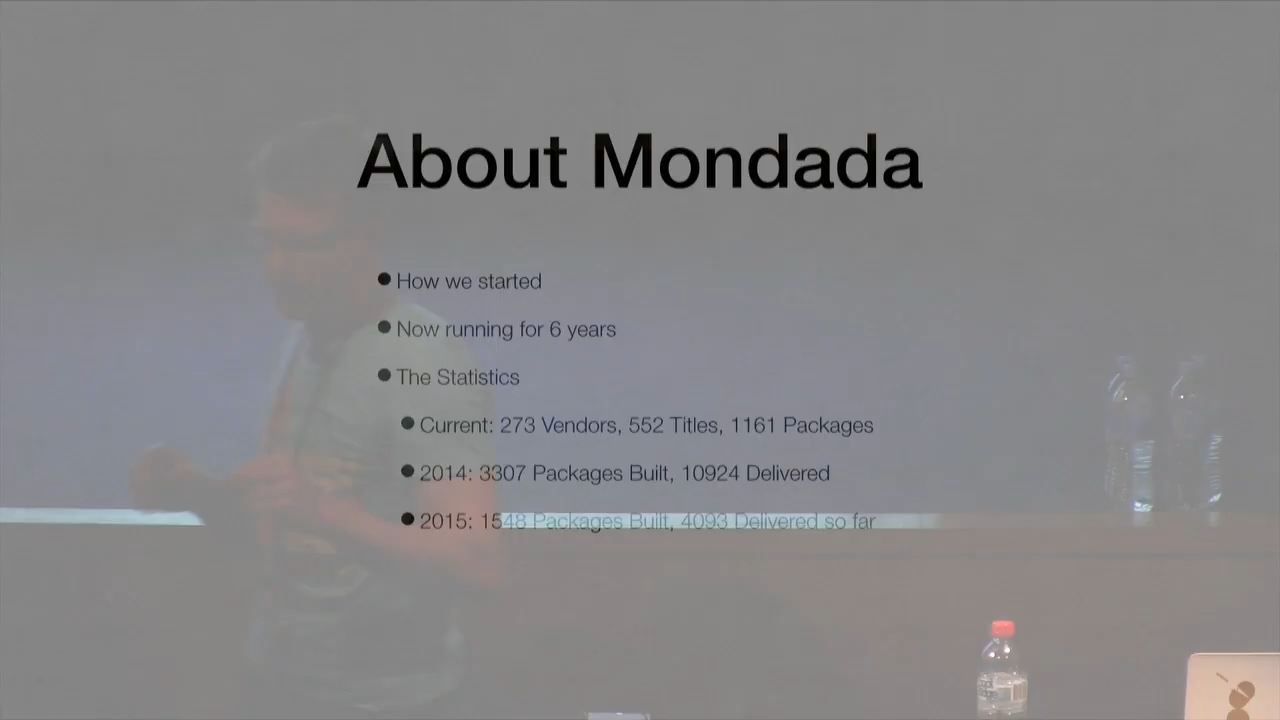 About Mondada
How we started
Now running for 6 years
The Statistics
Current: 273 Vendors, 552 Titles, 1161 Packages
2014: 3307 Packages Built, 10924 Delivered
2015: 1548 Packages Built, 4093 Delivered so far